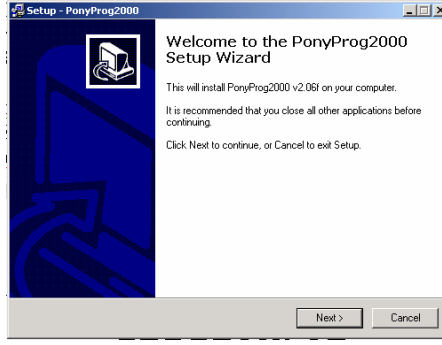 Setup - PonyProg2000
Welcome to the PonyProg2000
Setup Wizard
This will install PonyProg2000 v2.06f on your computer.
It is recommended that you close all other applications before
continuing.
Click Next to continue, or Cancel to exit Setup.
Next >
Cancel